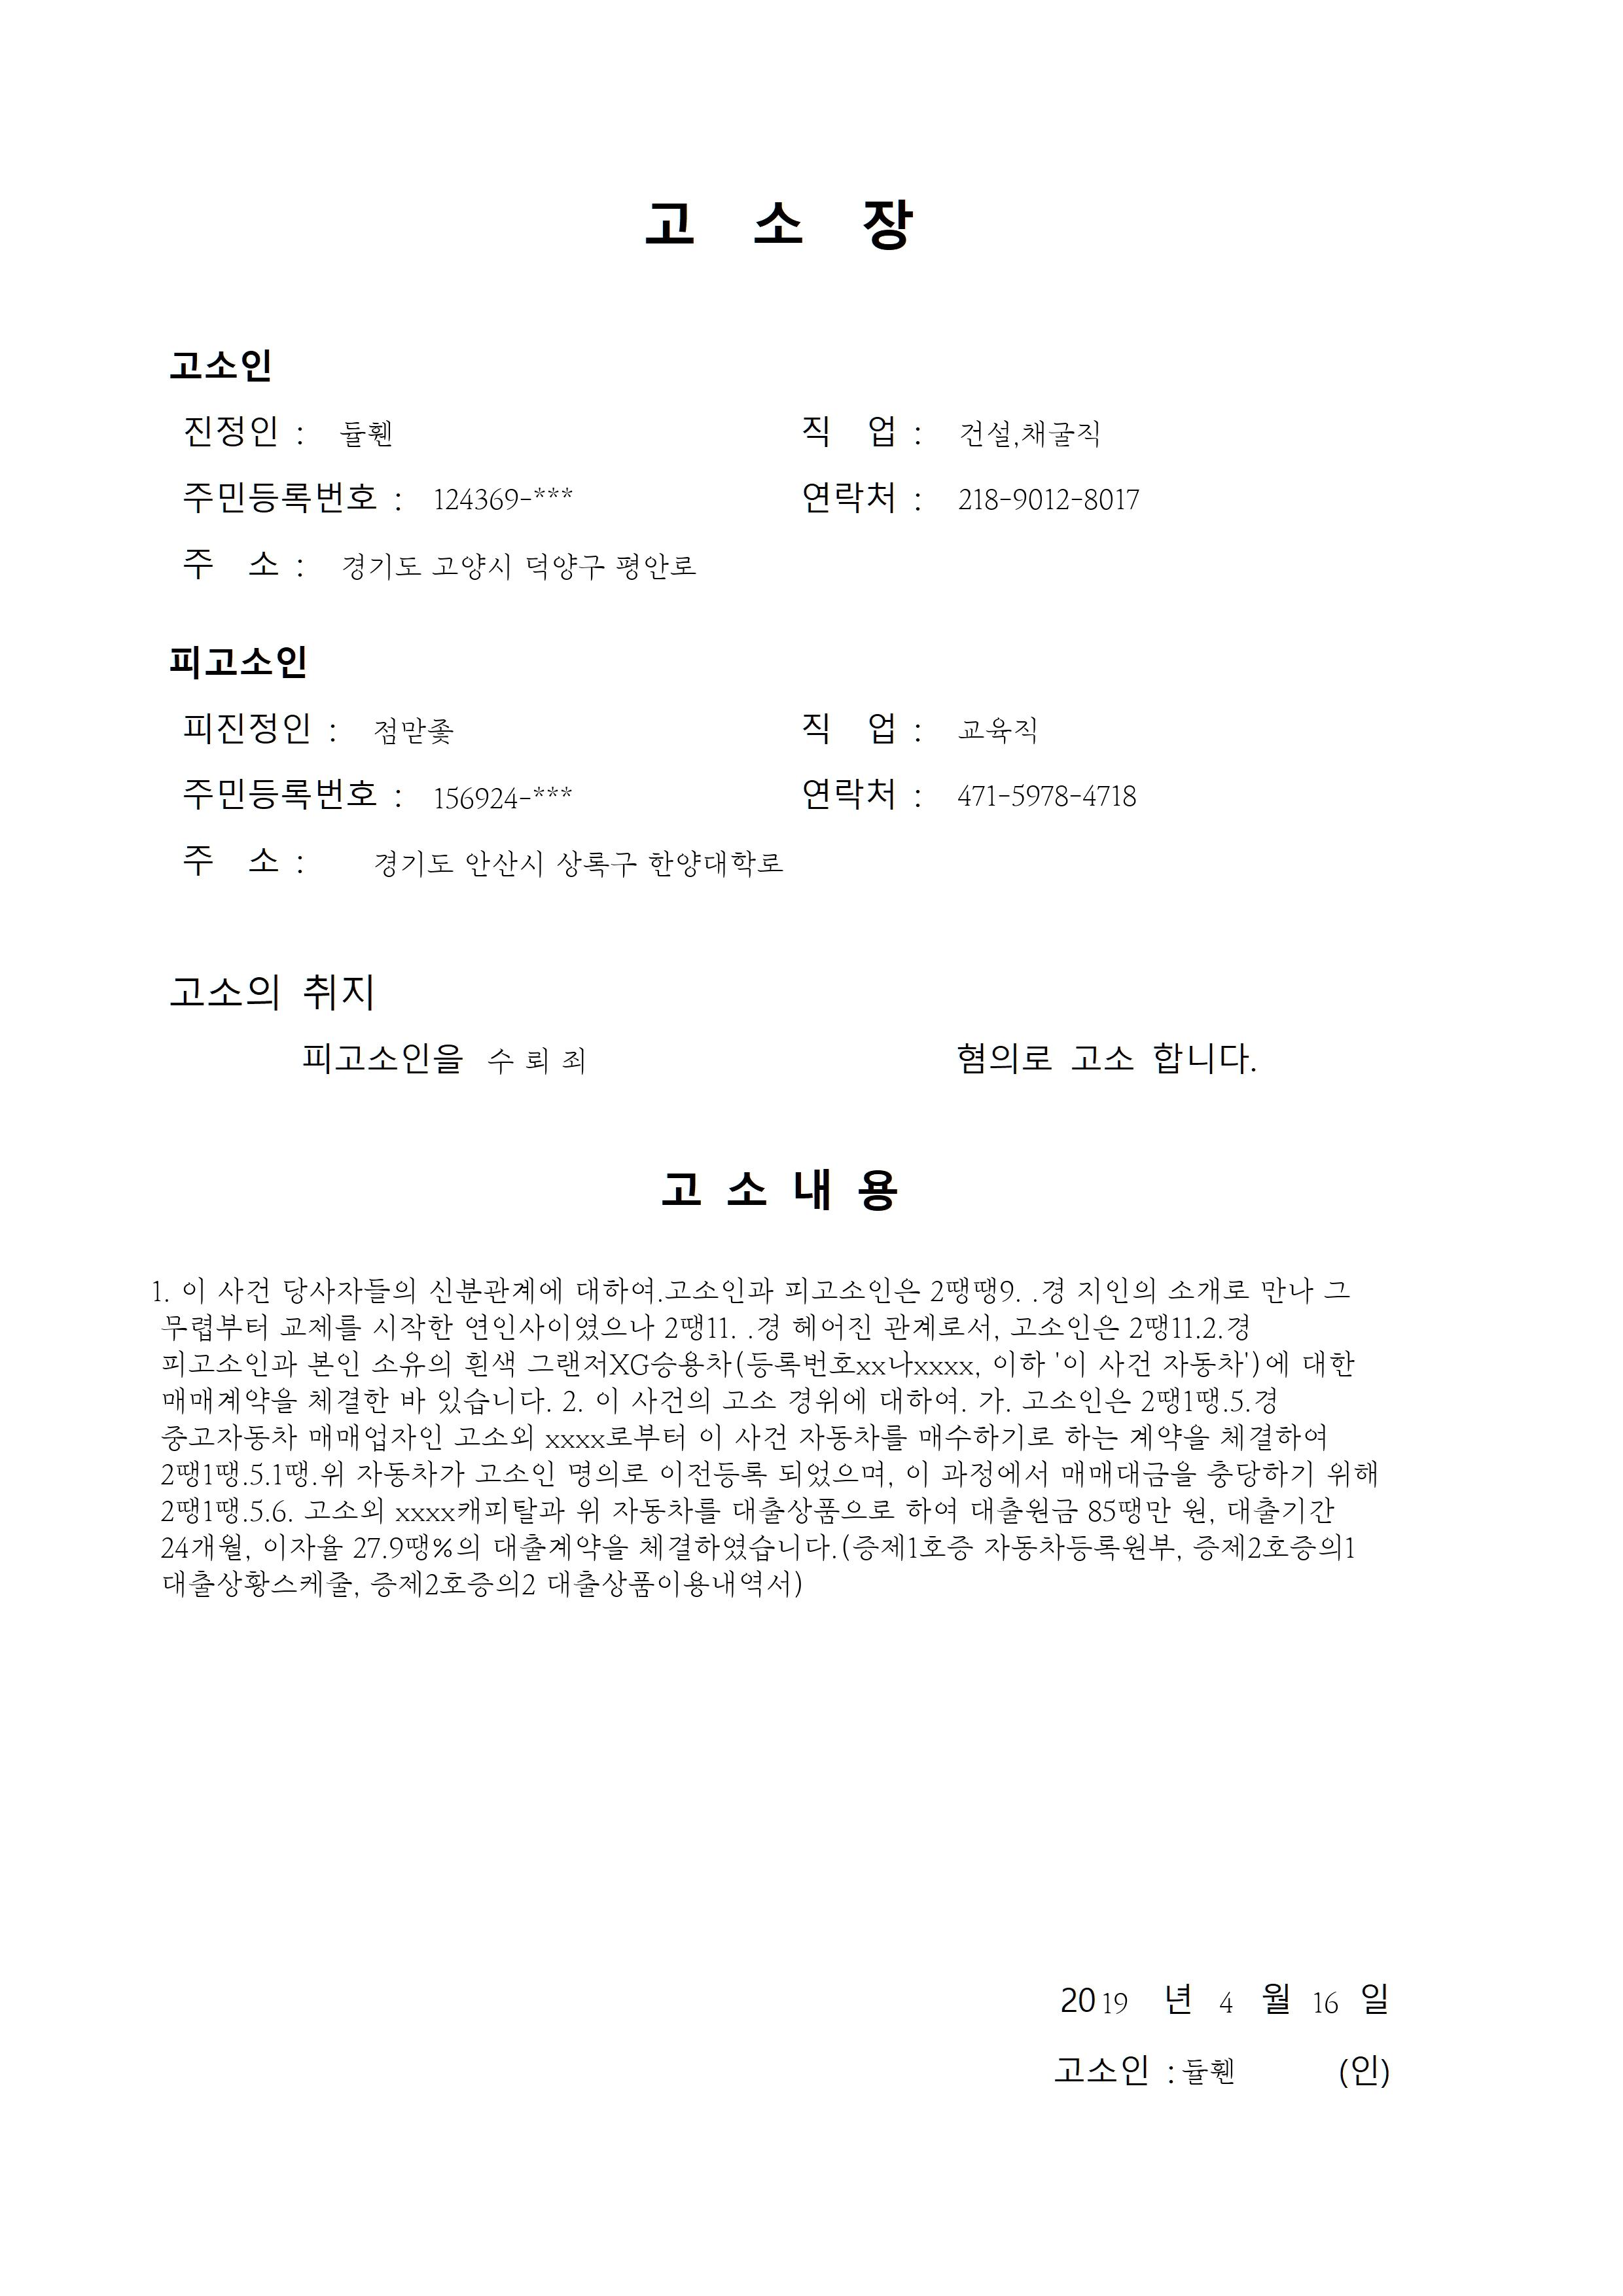 고 소 장
고소인
진정인 : 듈휀 직 업 : 건설,채굴직
주민등록번호 : 124369-*** 연락처 : 218-9012-8017
주 소 : 경기도 고양시 덕양구 평안로
피고소인
피진정인 : 점맏좇 직 업 : 교육직
주민등록번호 : 156924-*** 연락처 : 471-5978-4718
주 소 : 경기도 안산시 상록구 한양대학로
고소의 취지
피고소인을 수 뢰 죄 혐의로 고소 합니다.
고 소 내 용
1. 이 사건 당사자들의 신분관계에 대하여.고소인과 피고소인은 2땡땡9. .경 지인의 소개로 만나 그
무렵부터 교제를 시작한 연인사이였으나 2땡11. .경 헤어진 관계로서, 고소인은 2땡11.2.경
피고소인과 본인 소유의 흰색 그랜저XG승용차(등록번호xx나xxxx, 이하 '이 사건 자동차')에 대한
매매계약을 체결한 바 있습니다. 2. 이 사건의 고소 경위에 대하여. 가. 고소인은 2땡1땡.5.경
중고자동차 매매업자인 고소외 xxxx로부터 이 사건 자동차를 매수하기로 하는 계약을 체결하여
2땡1땡.5.1땡.위 자동차가 고소인 명의로 이전등록 되었으며, 이 과정에서 매매대금을 충당하기 위해
2땡1땡.5.6. 고소외 xxxx캐피탈과 위 자동차를 대출상품으로 하여 대출원금 85땡만 원, 대출기간
24개월, 이자율 27.9땡%의 대출계약을 체결하였습니다.(증제1호증 자동차등록원부, 증제2호증의1
대출상황스케줄, 증제2호증의2 대출상품이용내역서)
2019 년 4 월 16 일
고소인 : 듈휀 (인)